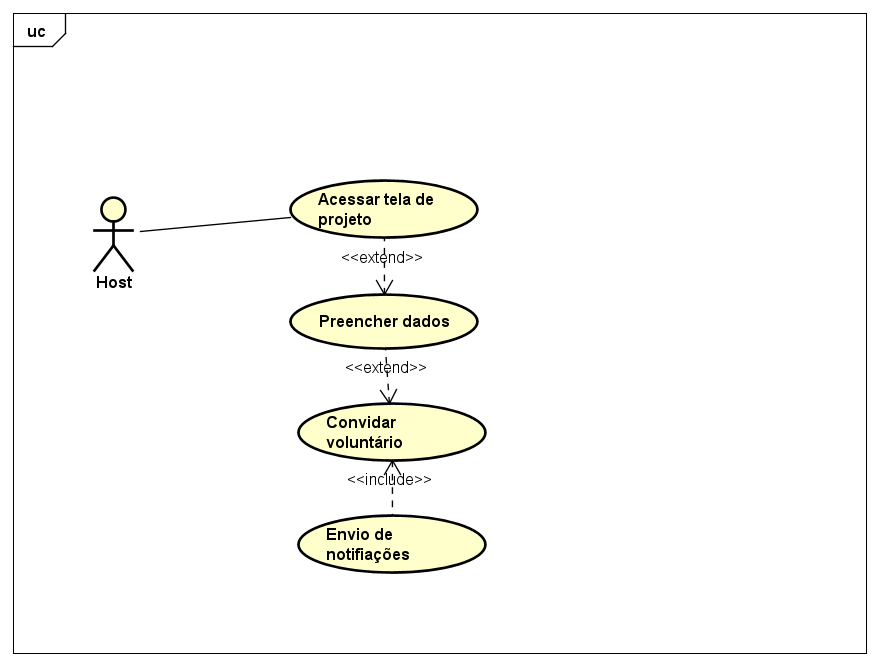 uc
Acessar tela de
projeto
Host
<<extend>>
Preencher dados
<<extend>>
Convidar
voluntário
<<include>>
Envio de
notifiações